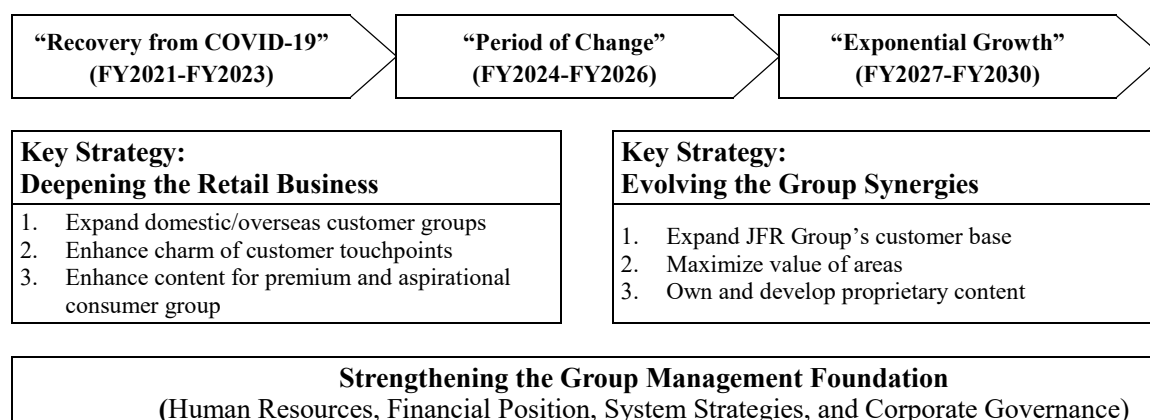 “Recovery from COVID-19”
(FY2021-FY2023)
“Period of Change”
(FY2024-FY2026)
“Exponential Growth”
(FY2027-FY2030)
Key Strategy:
Deepening the Retail Business
1. Expand domestic/overseas customer groups
2. Enhance charm of customer touchpoints
3. Enhance content for premium and aspirational
consumer group
Key Strategy:
Evolving the Group Synergies
1. Expand JFR Group’s customer base
2. Maximize value of areas
3. Own and develop proprietary content
Strengthening the Group Management Foundation
(Human Resources, Financial Position, System Strategies, and Corporate Governance)